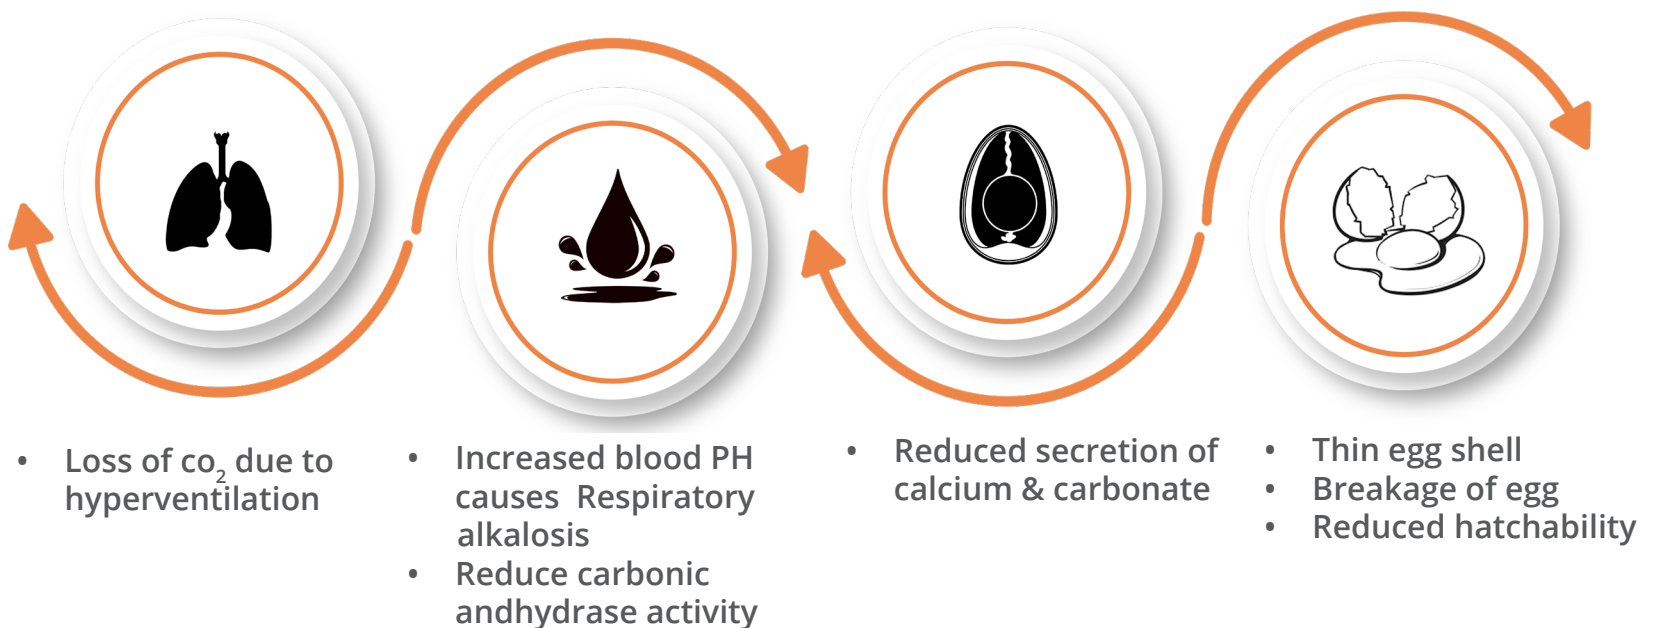 • Loss of co₂ due to
hyperventilation
• Increased blood PH
causes Respiratory
alkalosis
• Reduce carbonic
andhydrase activity
• Reduced secretion of
calcium & carbonate
• Thin egg shell
• Breakage of egg
• Reduced hatchability